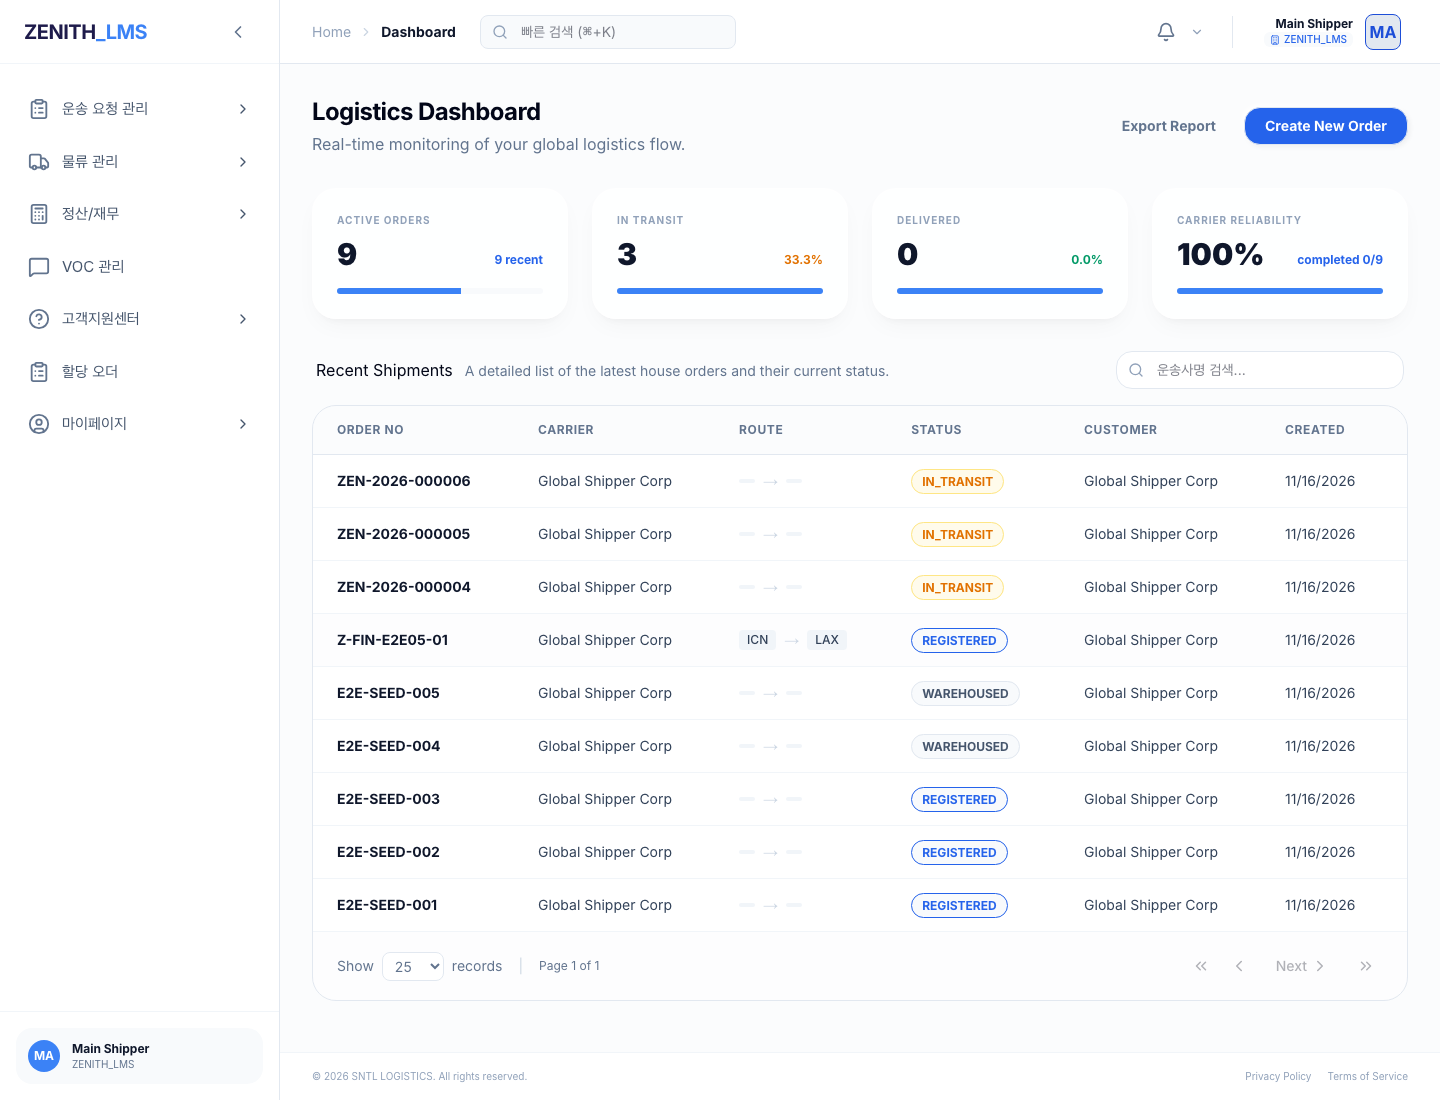 ZENITH_LMS
운송 요청 관리
물류 관리
정산/재무
VOC 관리
고객지원센터
할당 오더
마이페이지
MA
Main Shipper
ZENITH_LMS
Home
Dashboard
빠른 검색 (⌘+K)
Main Shipper
ZENITH_LMS
MA
Logistics Dashboard
Real-time monitoring of your global logistics flow.
Export Report
Create New Order
ACTIVE ORDERS
9
9 recent
IN TRANSIT
3
33.3%
DELIVERED
0
0.0%
CARRIER RELIABILITY
100%
completed 0/9
Recent Shipments
A detailed list of the latest house orders and their current status.
운송사명 검색...
ORDER NO CARRIER ROUTE STATUS CUSTOMER CREATED
ZEN-2026-000006 Global Shipper Corp → IN_TRANSIT Global Shipper Corp 11/16/2026
ZEN-2026-000005 Global Shipper Corp → IN_TRANSIT Global Shipper Corp 11/16/2026
ZEN-2026-000004 Global Shipper Corp → IN_TRANSIT Global Shipper Corp 11/16/2026
Z-FIN-E2E05-01 Global Shipper Corp ICN → LAX REGISTERED Global Shipper Corp 11/16/2026
E2E-SEED-005 Global Shipper Corp → WAREHOUSED Global Shipper Corp 11/16/2026
E2E-SEED-004 Global Shipper Corp → WAREHOUSED Global Shipper Corp 11/16/2026
E2E-SEED-003 Global Shipper Corp → REGISTERED Global Shipper Corp 11/16/2026
E2E-SEED-002 Global Shipper Corp → REGISTERED Global Shipper Corp 11/16/2026
E2E-SEED-001 Global Shipper Corp → REGISTERED Global Shipper Corp 11/16/2026
Show 25 records Page 1 of 1
Next
© 2026 SNTL LOGISTICS. All rights reserved.
Privacy Policy Terms of Service